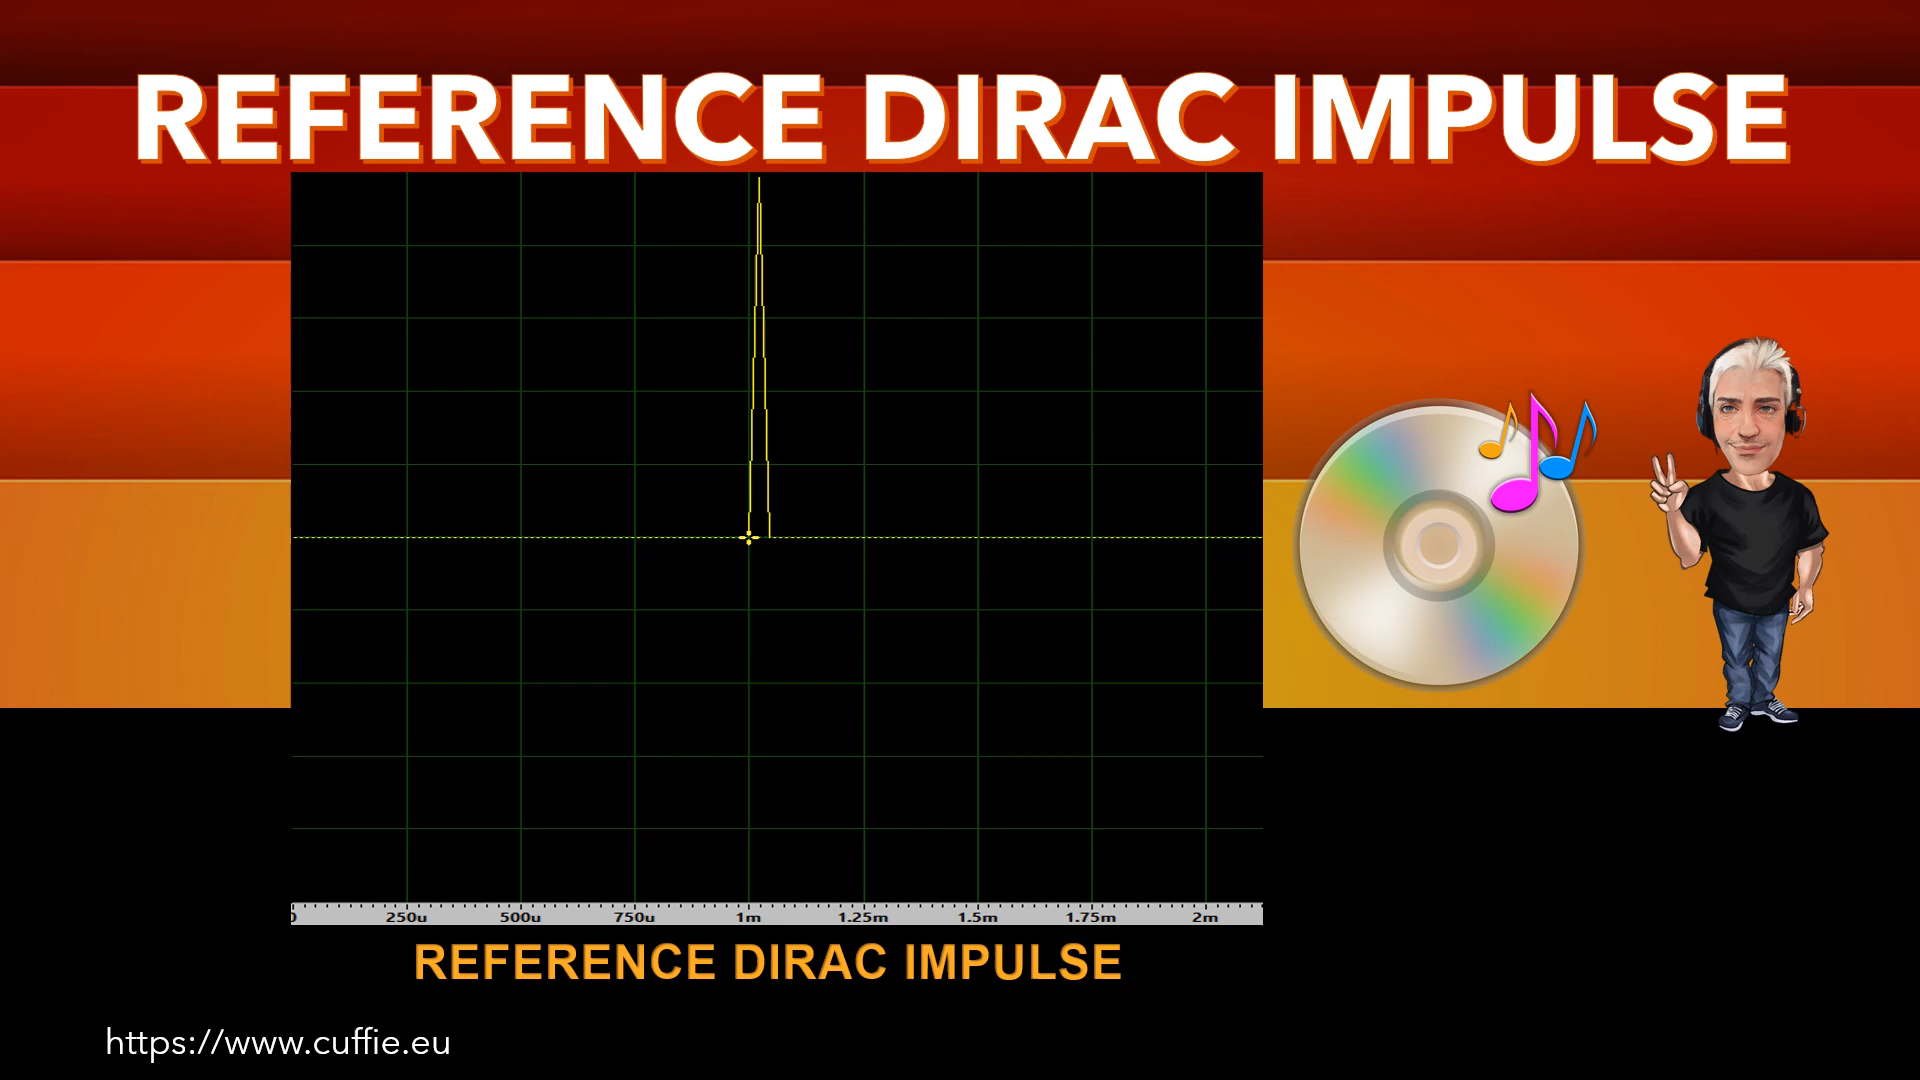 REFERENCE DIRAC IMPULSE
0 250u 500u 750u 1m 1.25m 1.5m 1.75m 2m
REFERENCE DIRAC IMPULSE
https://www.cuffie.eu